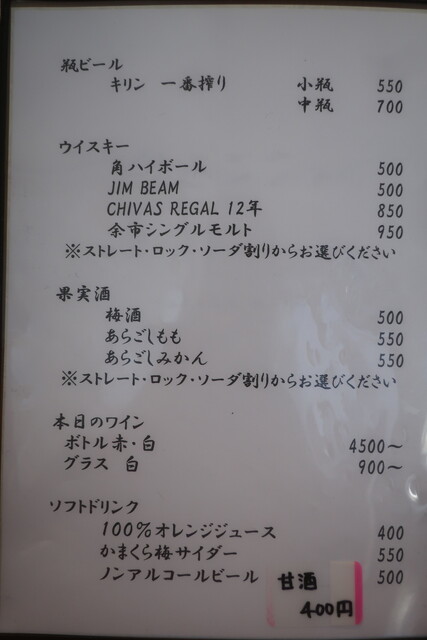 瓶ビール
キリン 一番搾り 小瓶 550
中瓶 700
ウイスキー
角ハイボール 500
JIM BEAM 500
CHIVAS REGAL 12年 850
余市シングルモルト 950
※ストレート・ロック・ソーダ割りからお選びください
果実酒
梅酒 500
あらごしもも 550
あらごしみかん 550
※ストレート・ロック・ソーダ割りからお選びください
本日のワイン
ボトル赤・白 4500～
グラス 白 900～
ソフトドリンク
100%オレンジジュース 400
かまくら梅サイダー 550
ノンアルコールビール 500
甘酒
400円